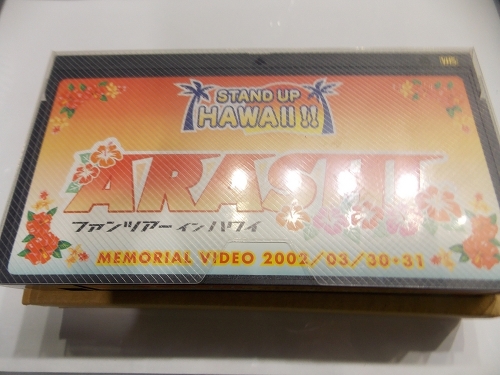 VHS
STAND UP
HAWAII!!
ARASHI
ファンツアー イン ハワイ
MEMORIAL VIDEO 2002/03/30・31